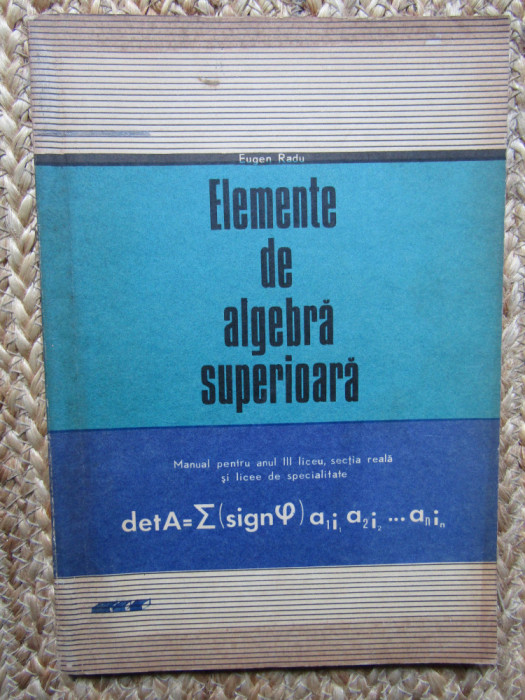 Eugen Radu
Elemente
de
algebră
superioară
Manual pentru anul III liceu, secția reală
și licee de specialitate
detA=Σ(signφ)a₁i₁ a₂i₂ ...aₙiₙ